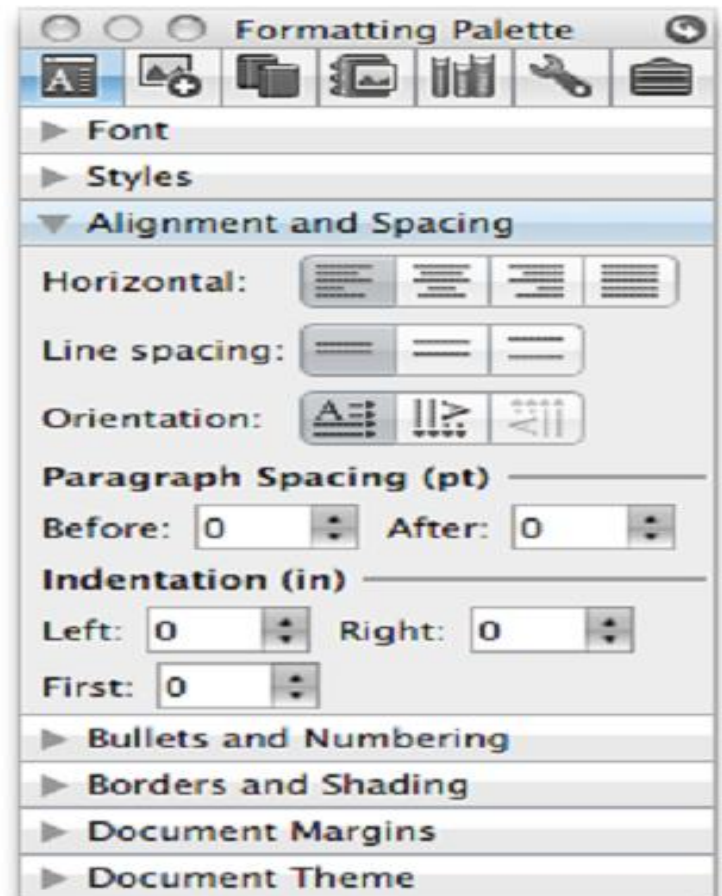 Formatting Palette
Font
Styles
Alignment and Spacing
Horizontal:
Line spacing:
Orientation:
Paragraph Spacing (pt)
Before: 0 After: 0
Indentation (in)
Left: 0 Right: 0
First: 0
Bullets and Numbering
Borders and Shading
Document Margins
Document Theme